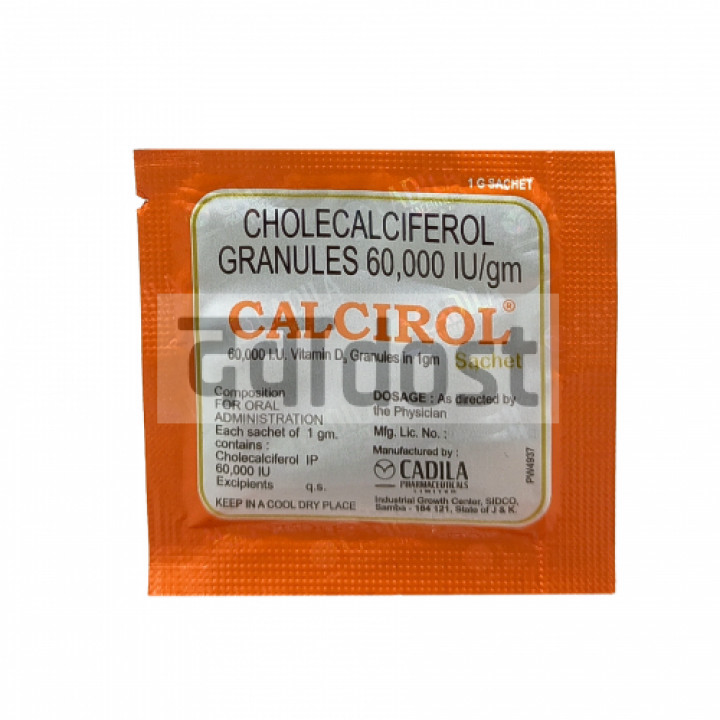 1 G SACHET
CHOLECALCIFEROL
GRANULES 60,000 IU/gm
CALCIROL®
60,000 I.U. Vitamin D₃ Granules in 1gm Sachet
aardost
Composition
FOR ORAL
ADMINISTRATION
Each sachet of 1 gm.
contains :
Cholecalciferol IP
60,000 IU
Excipients q.s.
KEEP IN A COOL DRY PLACE
DOSAGE : As directed by
the Physician
Mfg. Lic. No. :
Manufactured by :
CADILA
PHARMACEUTICALS
LIMITED
Industrial Growth Center, SIDCO,
Samba - 184 121, State of J & K.
PW4937